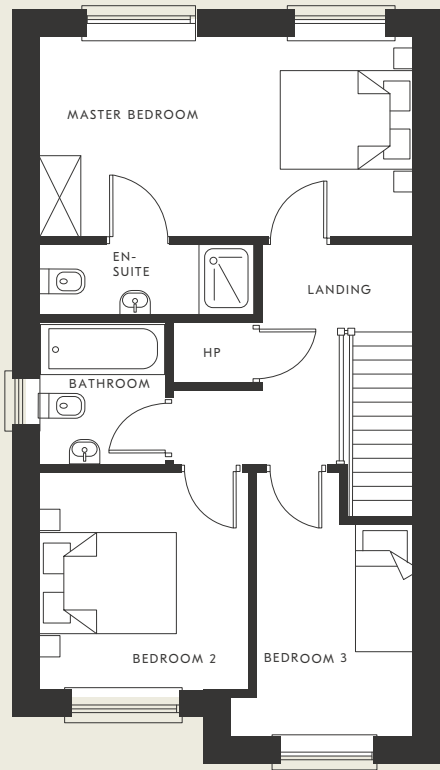 MASTER BEDROOM
EN-
SUITE
LANDING
HP
BATHROOM
BEDROOM 2
BEDROOM 3